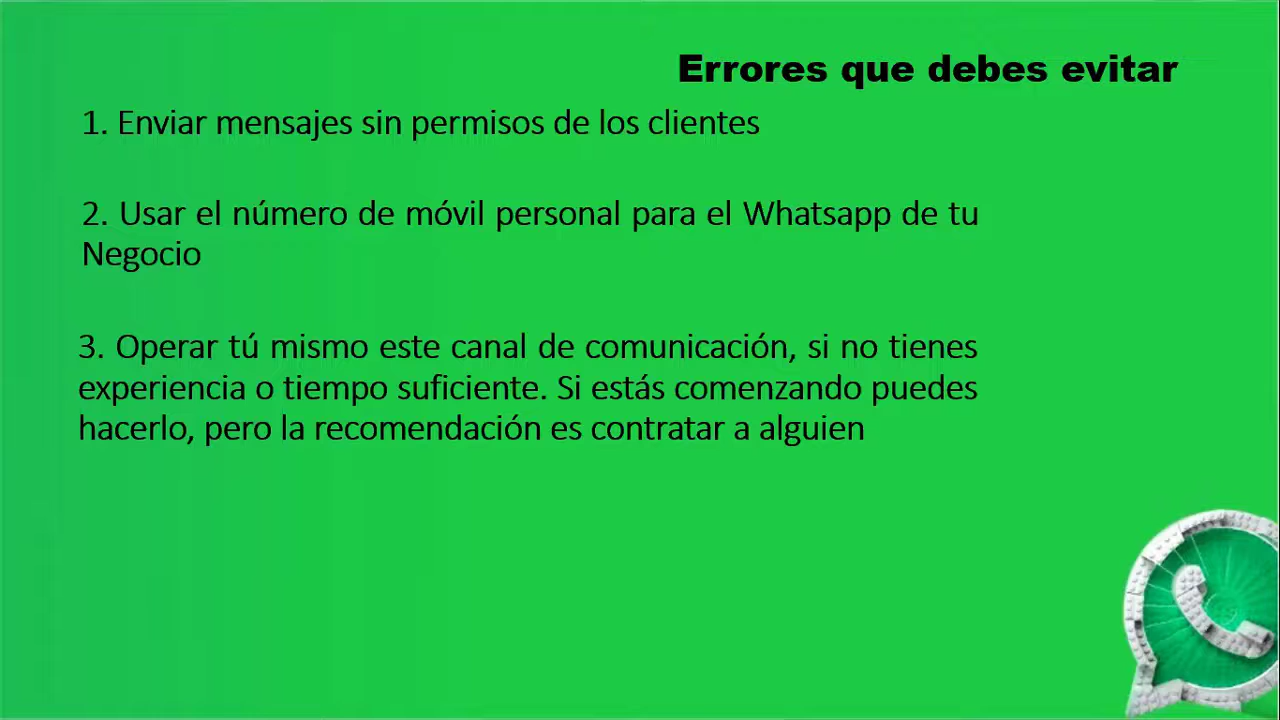 Errores que debes evitar
1. Enviar mensajes sin permisos de los clientes
2. Usar el número de móvil personal para el Whatsapp de tu
Negocio
3. Operar tú mismo este canal de comunicación, si no tienes
experiencia o tiempo suficiente. Si estás comenzando puedes
hacerlo, pero la recomendación es contratar a alguien